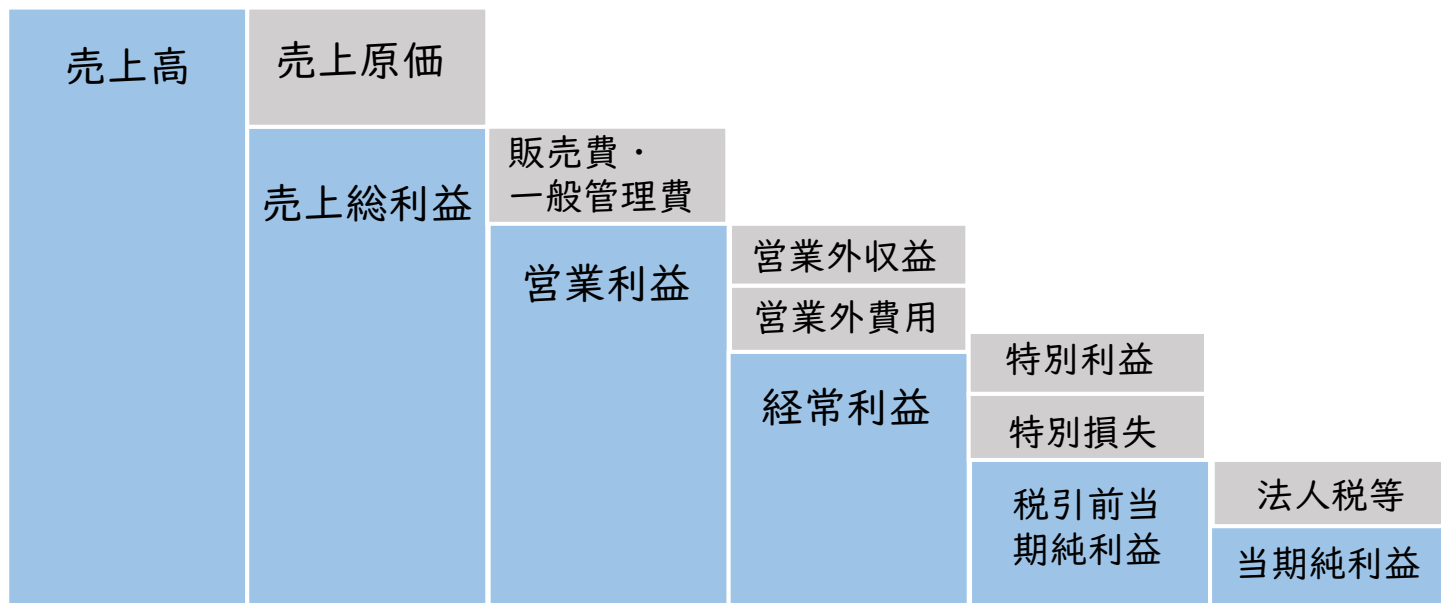 売上高
売上原価
売上総利益
販売費・
一般管理費
営業利益
営業外収益
営業外費用
経常利益
特別利益
特別損失
税引前当
期純利益
法人税等
当期純利益